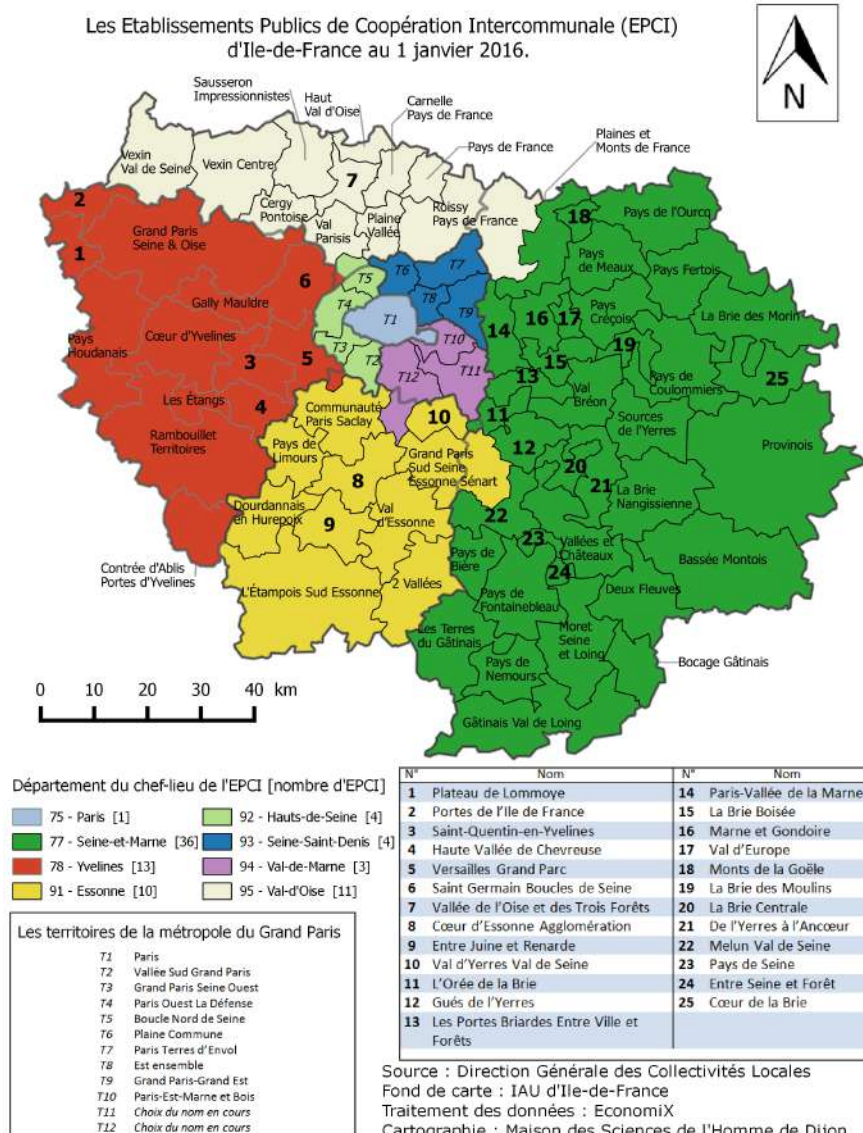 Les Etablissements Publics de Coopération Intercommunale (EPCI)
d'Ile-de-France au 1 janvier 2016.
N
Sausseron
Impressionnistes
Haut
Val d'Oise
Carnelle
Pays de France
Pays de France
Plaines et
Monts de France
Vexin
Val de Seine
Vexin Centre
7
Cergy
Pontoise
Val
Parisis
Plaine
Vallée
Roissy
Pays de France
2
1
Grand Paris
Seine & Oise
6
Gally Mauldre
Pays
Houdanais
Cœur d'Yvelines
3
5
Les Étangs
4
Rambouillet
Territoires
Contrée d'Ablis
Portes d'Yvelines
T5
T4
T3
T2
T1
T6
T7
T8
T9
T10
T11
T12
Communauté
Paris Saclay
10
Pays de
Limours
Grand Paris
Sud Seine
Essonne Sénart
8
Dourdannais
en Hurepoix
9
Val
d'Essonne
L'Étampois Sud Essonne
2 Vallées
18
Pays de l'Ourcq
Pays
de Meaux
Pays Fertois
14
16
17
Pays
Créçois
La Brie des Morin
19
15
13
25
Pays de
Coulommiers
Val
Bréon
11
Sources
de l'Yerres
12
Provinois
20
21
La Brie
Nangissienne
22
23
Vallées et
Châteaux
Pays de
Bière
24
Bassée Montois
Pays de
Fontainebleau
Deux Fleuves
Les Terres
du Gâtinais
Moret
Seine
et Loing
Pays de
Nemours
Bocage Gâtinais
Gâtinais Val de Loing
0 10 20 30 40 km
Département du chef-lieu de l'EPCI [nombre d'EPCI]
75 - Paris [1]
77 - Seine-et-Marne [36]
78 - Yvelines [13]
91 - Essonne [10]
92 - Hauts-de-Seine [4]
93 - Seine-Saint-Denis [4]
94 - Val-de-Marne [3]
95 - Val-d'Oise [11]
Les territoires de la métropole du Grand Paris
T1 Paris
T2 Vallée Sud Grand Paris
T3 Grand Paris Seine Ouest
T4 Paris Ouest La Défense
T5 Boucle Nord de Seine
T6 Plaine Commune
T7 Paris Terres d'Envol
T8 Est ensemble
T9 Grand Paris-Grand Est
T10 Paris-Est-Marne et Bois
T11 Choix du nom en cours
T12 Choix du nom en cours
N° Nom N° Nom
1 Plateau de Lommoye 14 Paris-Vallée de la Marne
2 Portes de l'Ile de France 15 La Brie Boisée
3 Saint-Quentin-en-Yvelines 16 Marne et Gondoire
4 Haute Vallée de Chevreuse 17 Val d'Europe
5 Versailles Grand Parc 18 Monts de la Goële
6 Saint Germain Boucles de Seine 19 La Brie des Moulins
7 Vallée de l'Oise et des Trois Forêts 20 La Brie Centrale
8 Cœur d'Essonne Agglomération 21 De l'Yerres à l'Ancœur
9 Entre Juine et Renarde 22 Melun Val de Seine
10 Val d'Yerres Val de Seine 23 Pays de Seine
11 L'Orée de la Brie 24 Entre Seine et Forêt
12 Gués de l'Yerres 25 Cœur de la Brie
13 Les Portes Briardes Entre Ville et
Forêts
Source : Direction Générale des Collectivités Locales
Fond de carte : IAU d'Ile-de-France
Traitement des données : EconomiX
Cartographie : Maison des Sciences de l'Homme de Dijon